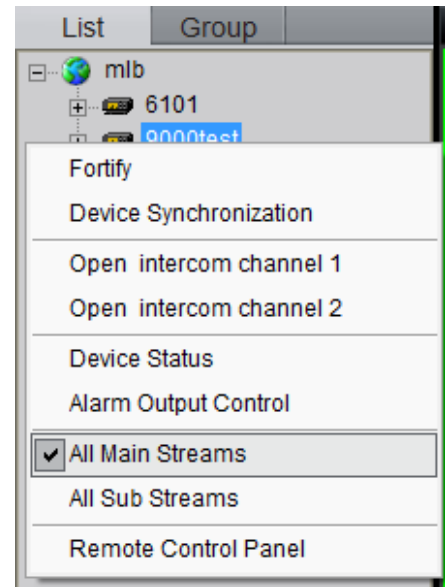 List Group
mlb
6101
9000test
Fortify
Device Synchronization
Open intercom channel 1
Open intercom channel 2
Device Status
Alarm Output Control
All Main Streams
All Sub Streams
Remote Control Panel